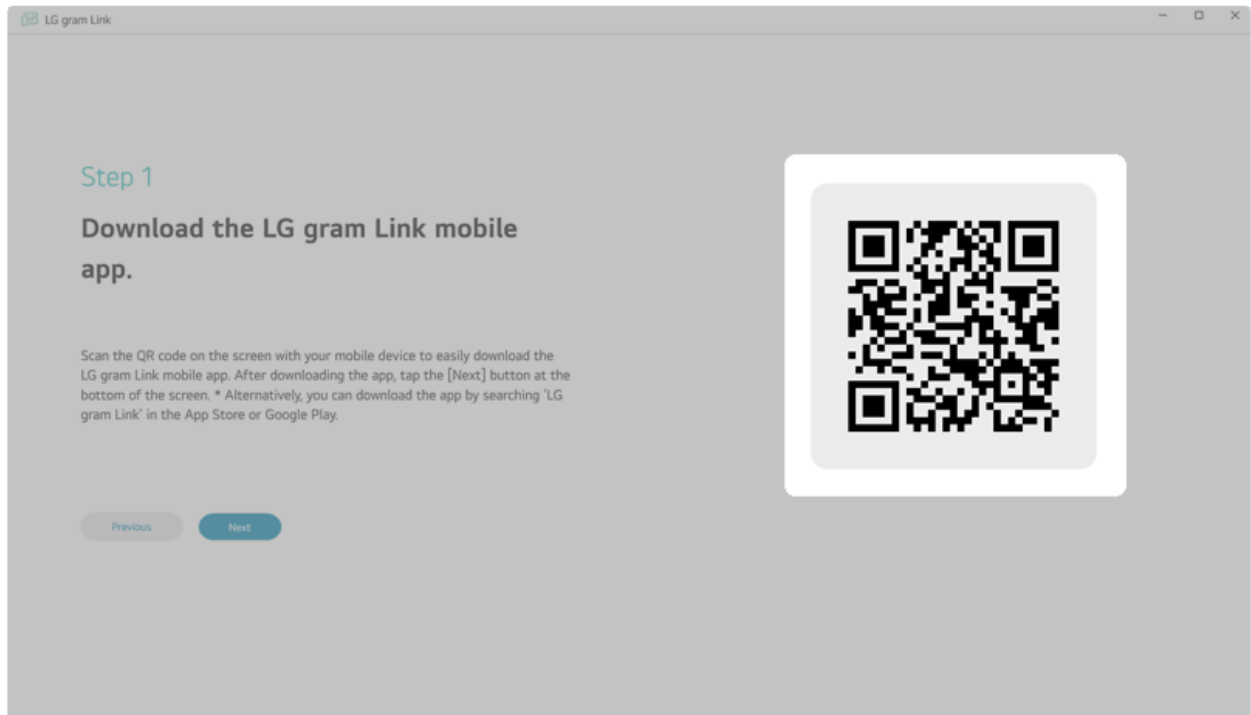 LG gram Link
Step 1
Download the LG gram Link mobile
app.
Scan the QR code on the screen with your mobile device to easily download the
LG gram Link mobile app. After downloading the app, tap the [Next] button at the
bottom of the screen. * Alternatively, you can download the app by searching 'LG
gram Link' in the App Store or Google Play.
Previous
Next